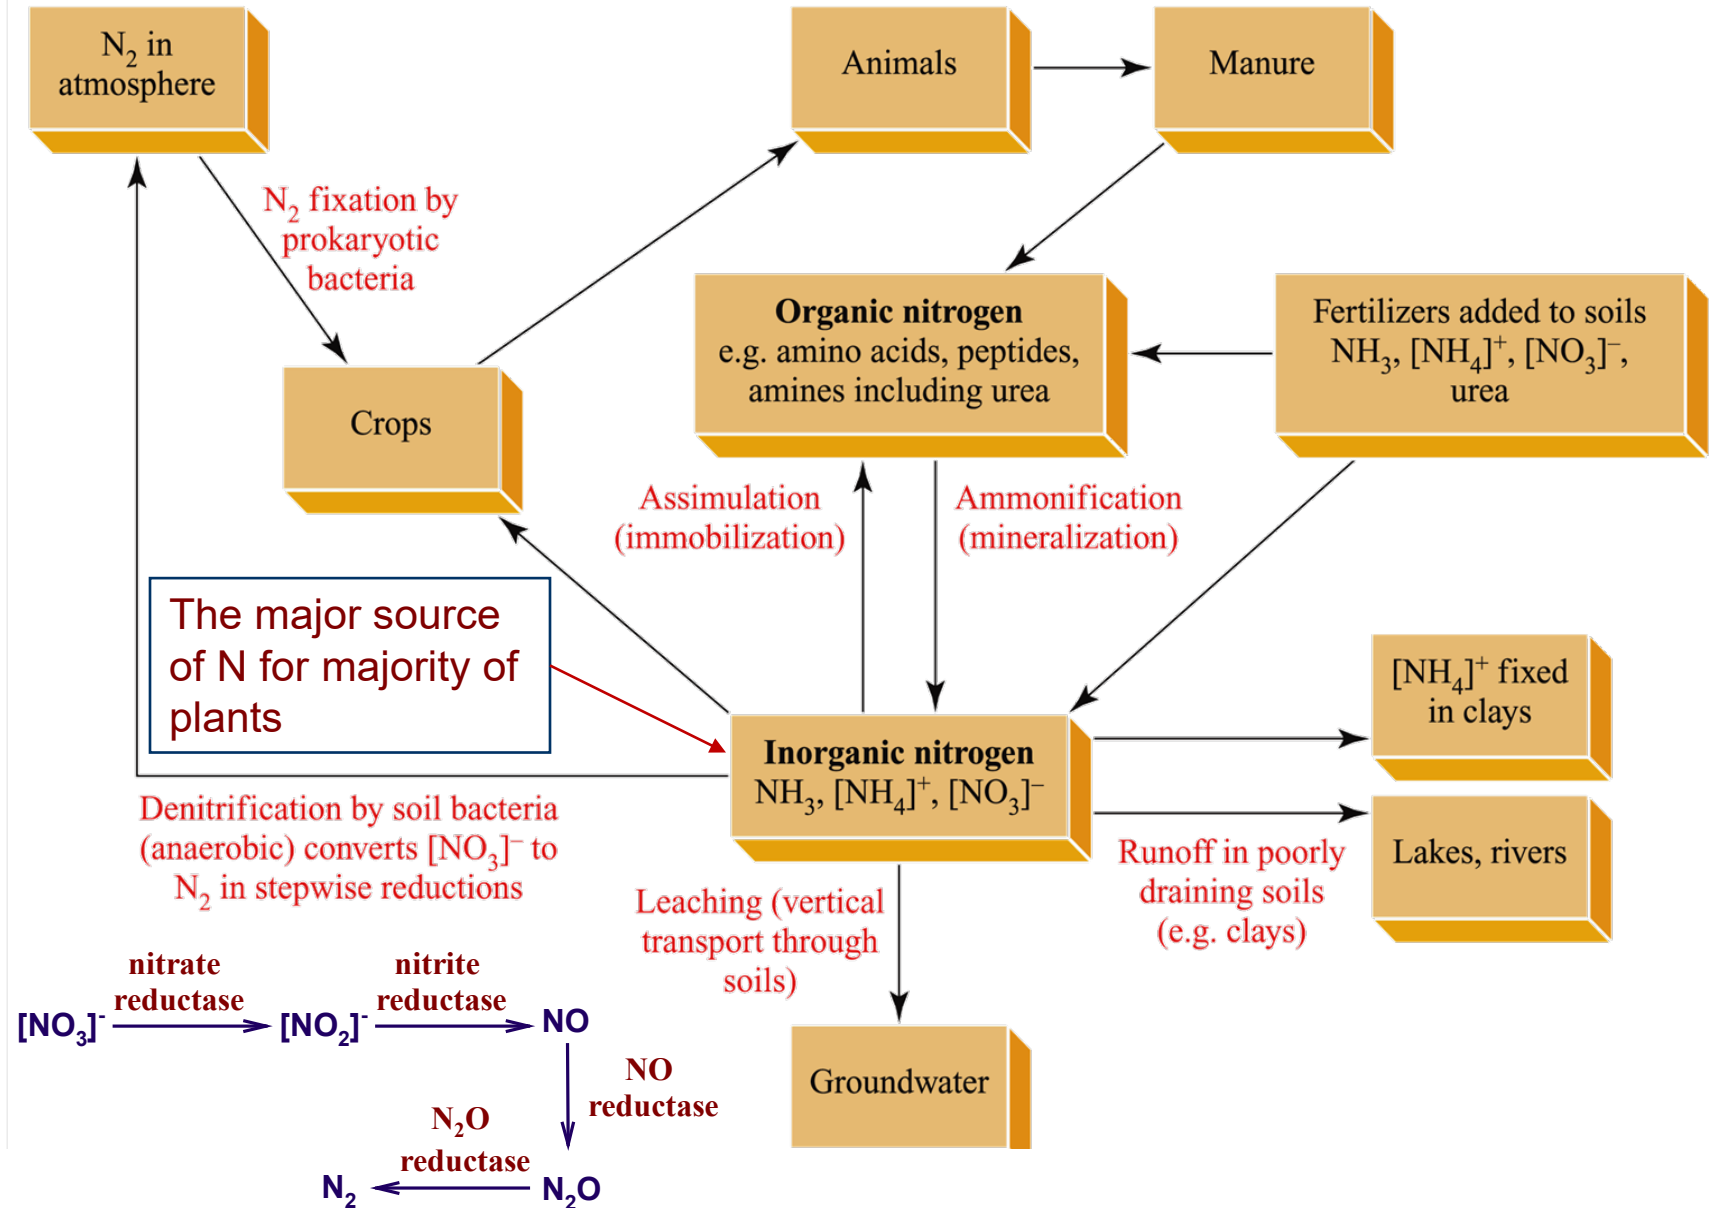 N₂ in
atmosphere
Animals
Manure
N₂ fixation by
prokaryotic
bacteria
Organic nitrogen
e.g. amino acids, peptides,
amines including urea
Fertilizers added to soils
NH₃, [NH₄]⁺, [NO₃]⁻,
urea
Crops
Assimulation
(immobilization)
Ammonification
(mineralization)
The major source
of N for majority of
plants
[NH₄]⁺ fixed
in clays
Inorganic nitrogen
NH₃, [NH₄]⁺, [NO₃]⁻
Denitrification by soil bacteria
(anaerobic) converts [NO₃]⁻ to
N₂ in stepwise reductions
Runoff in poorly
draining soils
(e.g. clays)
Lakes, rivers
Leaching (vertical
transport through
soils)
Groundwater
nitrate
reductase
nitrite
reductase
[NO₃]⁻
[NO₂]⁻
NO
NO
reductase
N₂O
reductase
N₂
N₂O